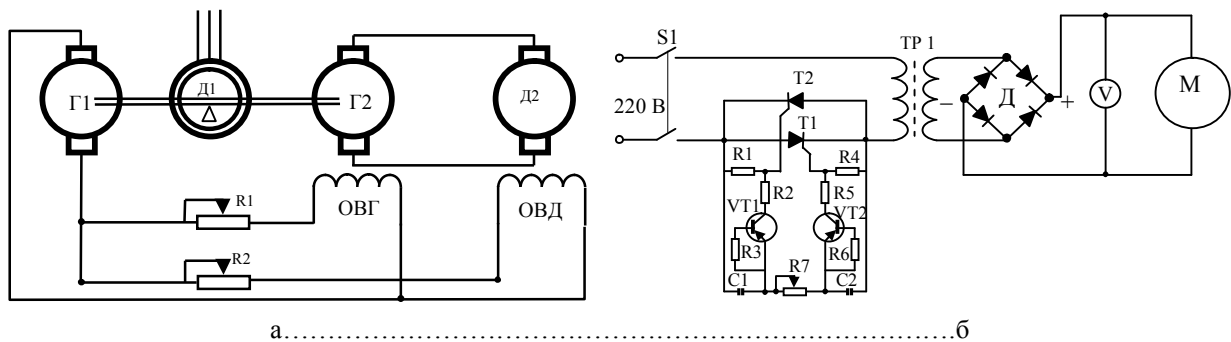 Г1
Д1
Г2
Д2
R1
ОВГ
ОВД
R2
S1
220 В
ТР 1
Т2
Т1
R1
R4
R2
R5
VT1
VT2
R3
R6
R7
C1
C2
Д
–
+
V
М
а…………………………………………………………………………….б